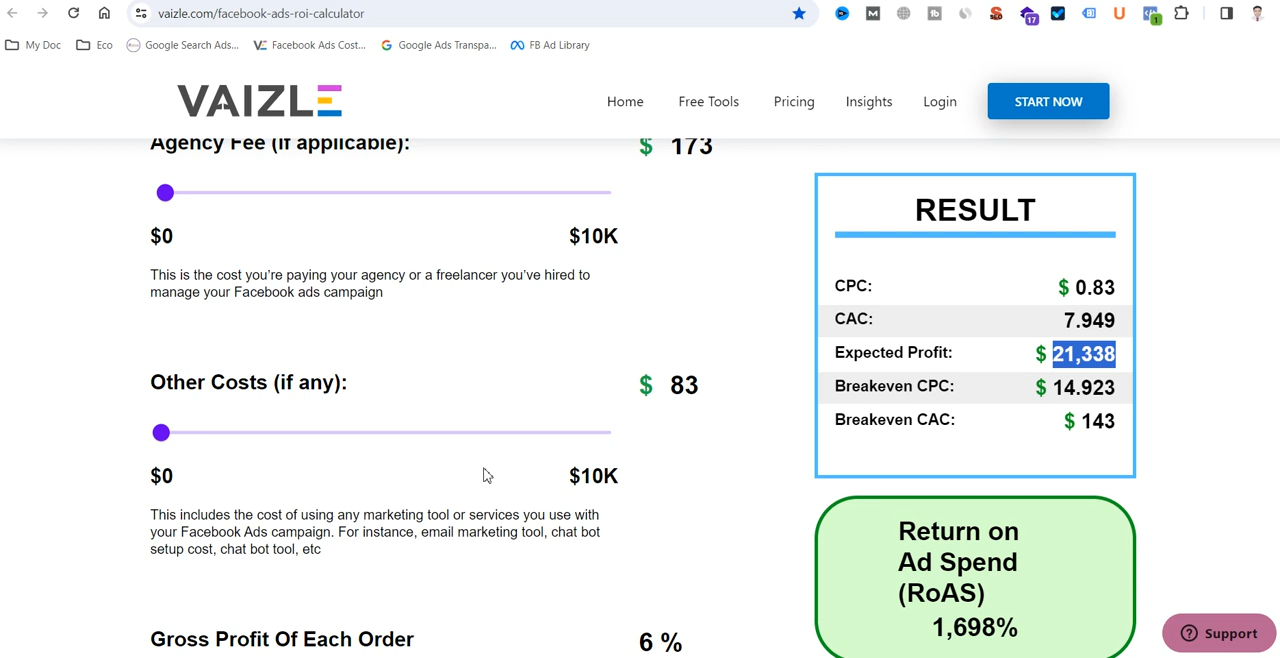 vaizle.com/facebook-ads-roi-calculator
17
1
My Doc
Eco
Google Search Ads...
Facebook Ads Cost...
Google Ads Transpa...
FB Ad Library
VAIZLE
Home
Free Tools
Pricing
Insights
Login
START NOW
Agency Fee (if applicable):
$ 173
$0
$10K
This is the cost you're paying your agency or a freelancer you've hired to
manage your Facebook ads campaign
Other Costs (if any):
$ 83
$0
$10K
This includes the cost of using any marketing tool or services you use with
your Facebook Ads campaign. For instance, email marketing tool, chat bot
setup cost, chat bot tool, etc
Gross Profit Of Each Order
6 %
RESULT
CPC: $ 0.83
CAC: 7.949
Expected Profit: $ 21,338
Breakeven CPC: $ 14.923
Breakeven CAC: $ 143
Return on
Ad Spend
(RoAS)
1,698%
Support